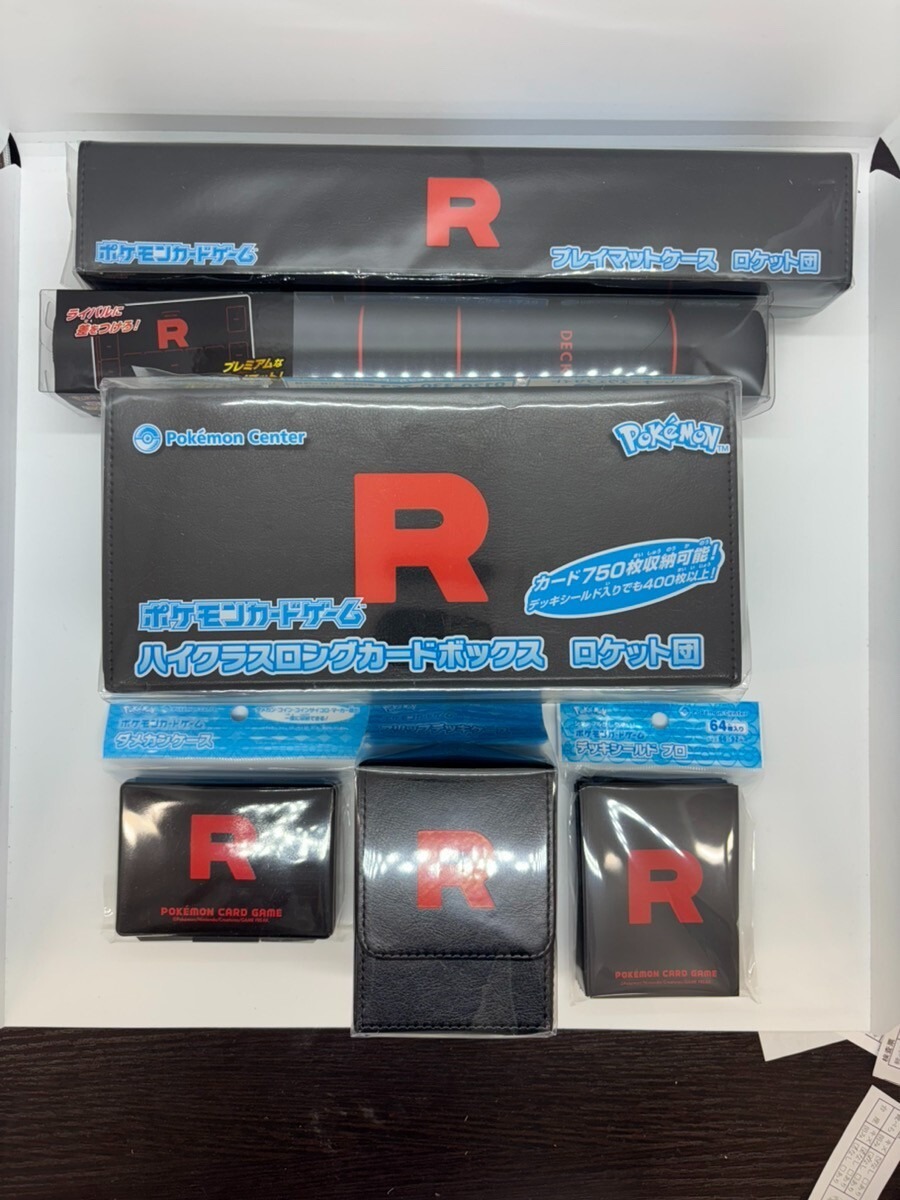 R
ポケモンカードゲーム
プレイマットケース ロケット団
ライバルに
差をつけろ!
R
プレミアムな
DECK
Pokémon Center
POKÉMON
TM
R
カード750枚収納可能!
デッキシールド入りでも400枚以上!
ポケモンカードゲーム
ハイクラスロングカードボックス ロケット団
ポケモンカードゲーム
ダメカンケース
R
POKÉMON CARD GAME
R
ポケモンカードゲーム
デッキシールド プロ
64枚入り
R
POKÉMON CARD GAME